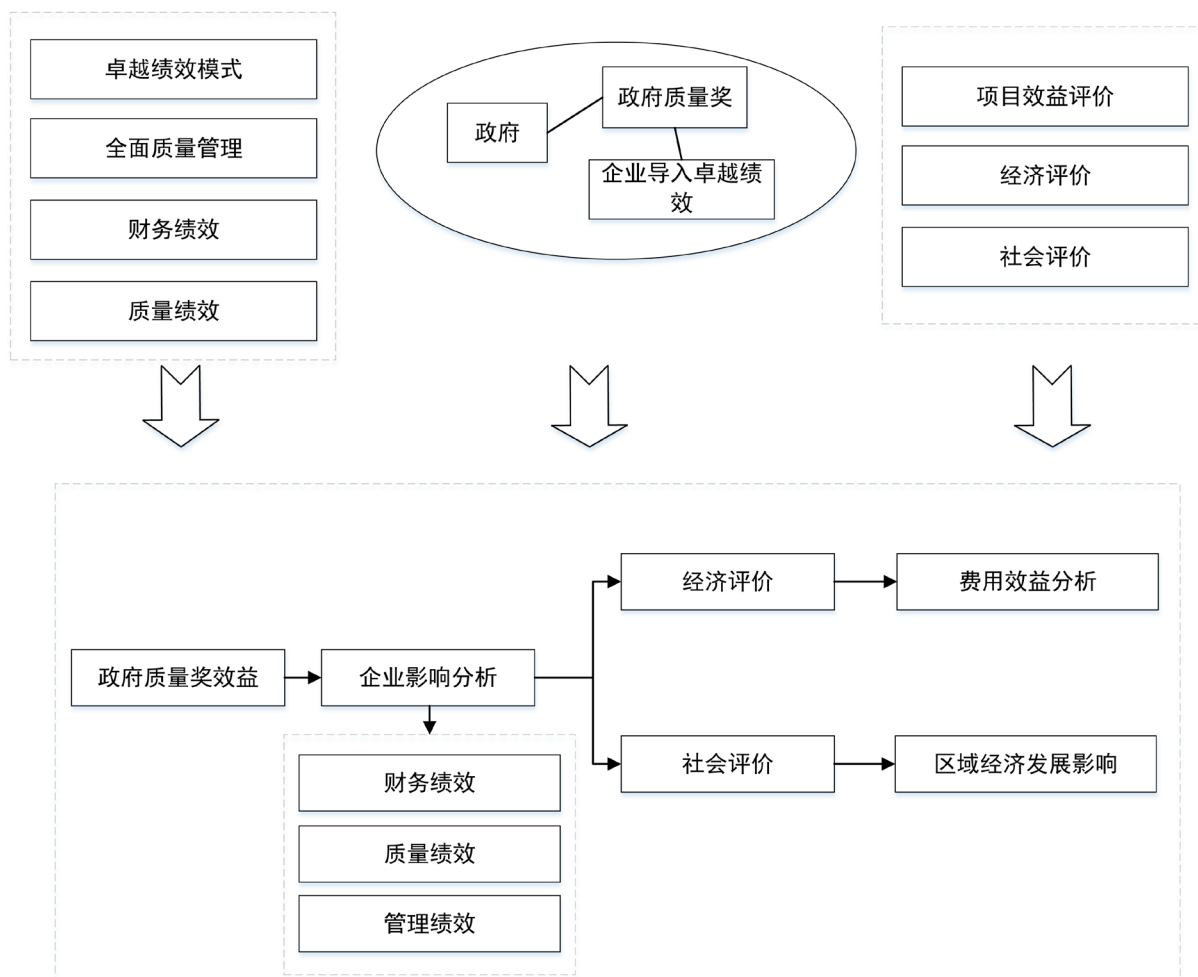 卓越绩效模式
全面质量管理
财务绩效
质量绩效
政府
政府质量奖
企业导入卓越绩
效
项目效益评价
经济评价
社会评价
政府质量奖效益
企业影响分析
财务绩效
质量绩效
管理绩效
经济评价
费用效益分析
社会评价
区域经济发展影响